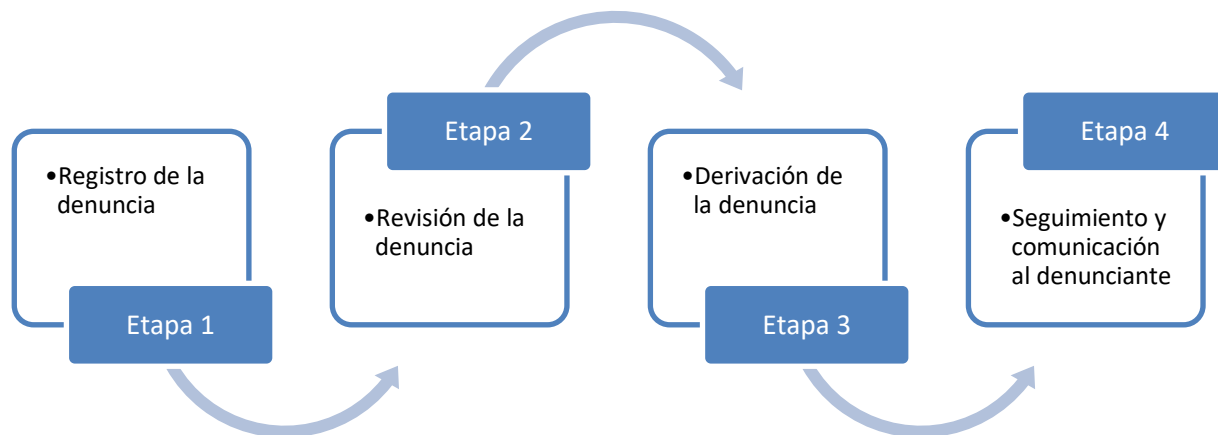 •Registro de la
denuncia
Etapa 1
Etapa 2
•Revisión de la
denuncia
•Derivación de
la denuncia
Etapa 3
Etapa 4
•Seguimiento y
comunicación
al denunciante